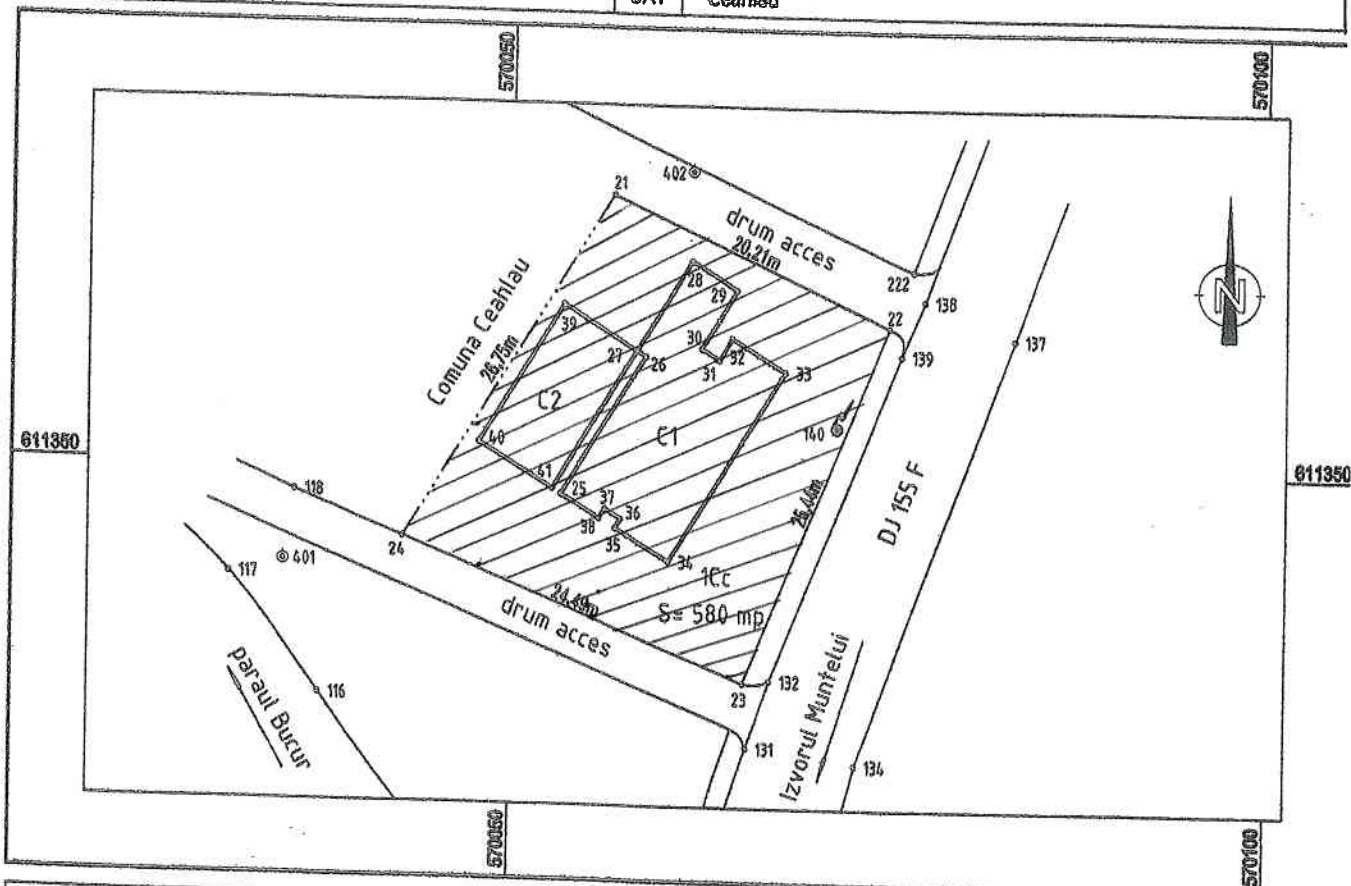 SAT Ceahlau
570050
570100
402
21
drum acces
20,21m
222
138
22
139
137
28
29
39
27
26
30
31
32
33
Comuna Ceahlau
26,75m
C2
C1
140
40
41
25
37
36
38
35
34
26,44m
DJ 155 F
611350
611350
118
24
401
117
1Cc
S= 580 mp
24,49m
drum acces
23
132
116
paraul Bucur
131
134
Izvorul Muntelui
N
570050
570100